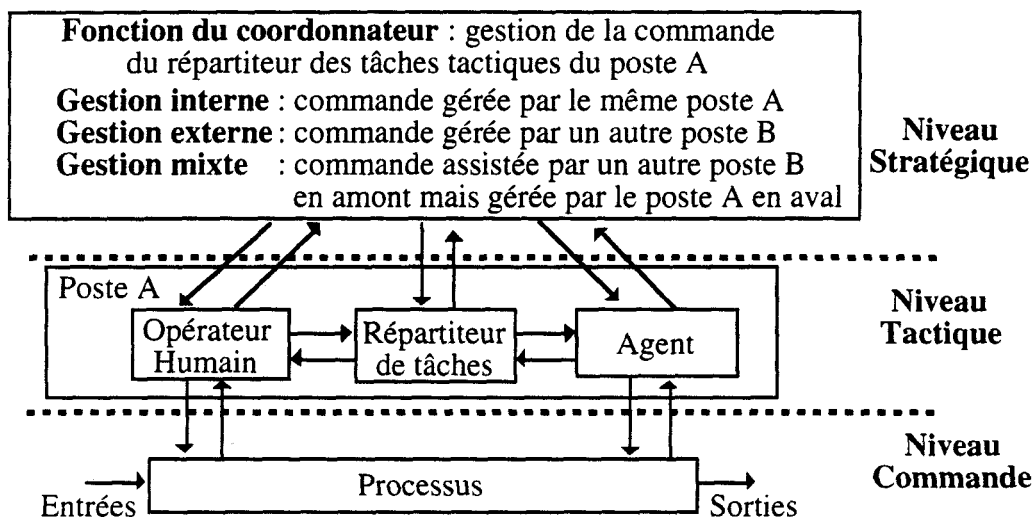 Fonction du coordonnateur : gestion de la commande
du répartiteur des tâches tactiques du poste A
Gestion interne : commande gérée par le même poste A
Gestion externe : commande gérée par un autre poste B
Gestion mixte : commande assistée par un autre poste B
en amont mais gérée par le poste A en aval
Niveau
Stratégique
Poste A
Opérateur
Humain
Répartiteur
de tâches
Agent
Niveau
Tactique
Niveau
Commande
Entrées
Processus
Sorties